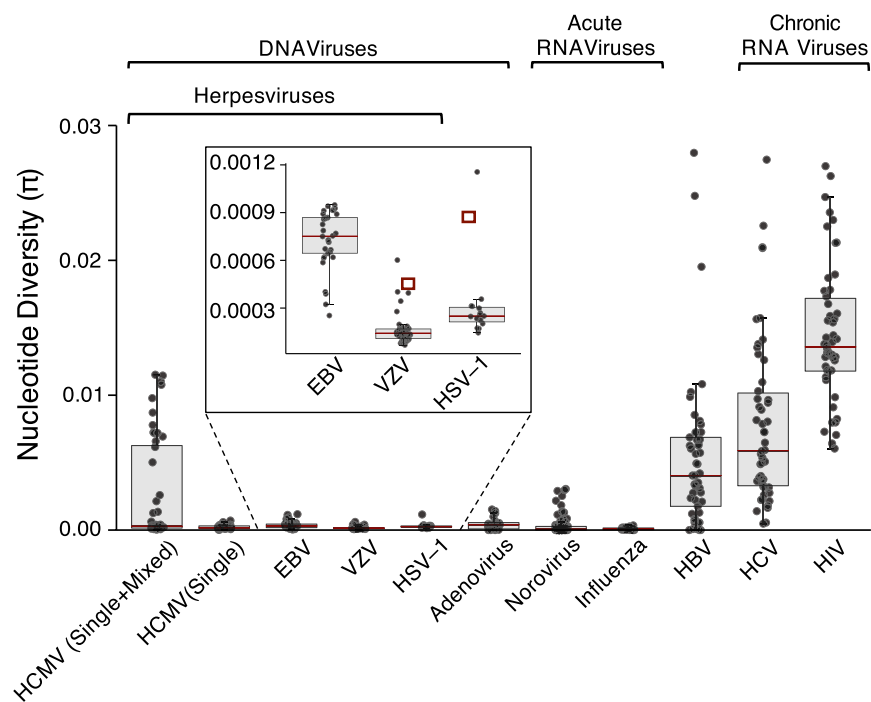 Acute
Chronic
DNAViruses
RNAViruses
RNA Viruses
Herpesviruses
Nucleotide Diversity (π)
0.03
0.02
0.01
0.00
0.0012
0.0009
0.0006
0.0003
EBV
VZV
HSV−1
HCMV (Single+Mixed)
HCMV(Single)
EBV
VZV
HSV−1
Adenovirus
Norovirus
Influenza
HBV
HCV
HIV